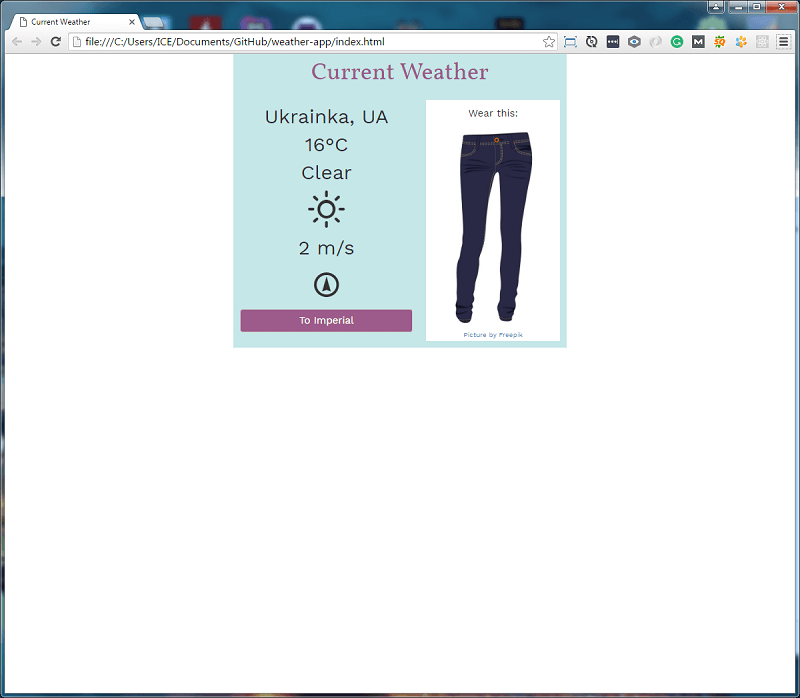 Current Weather
file:///C:/Users/ICE/Documents/GitHub/weather-app/index.html
Current Weather
Ukrainka, UA
16°C
Clear
2 m/s
To Imperial
Wear this:
Picture by Freepik